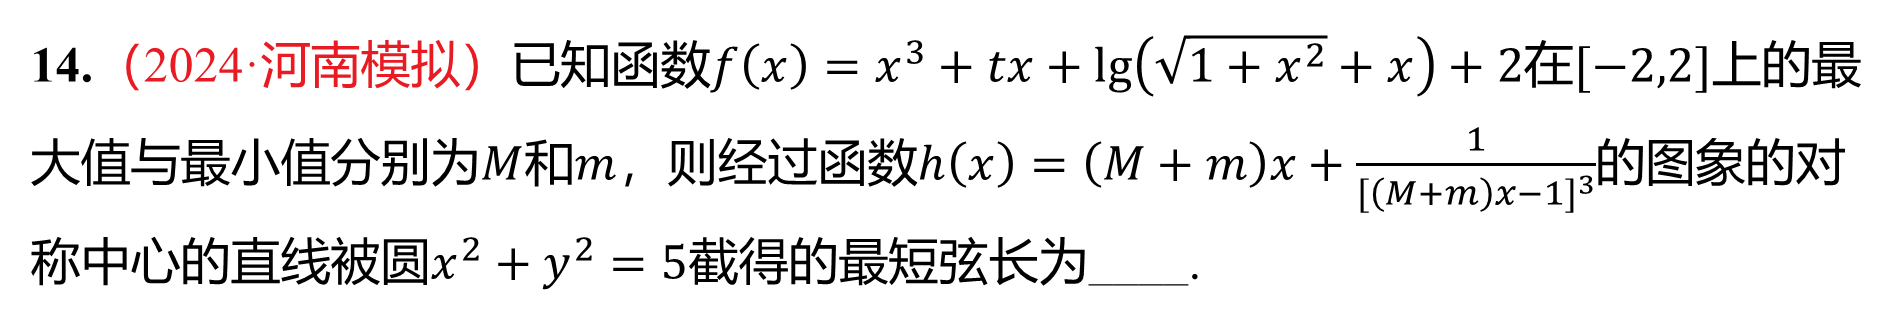 14.（2024·河南模拟）已知函数f(x) = x³ + tx + lg(√(1 + x²) + x) + 2在[−2,2]上的最
大值与最小值分别为M和m，则经过函数h(x) = (M + m)x + 1/[(M+m)x−1]³的图象的对
称中心的直线被圆x² + y² = 5截得的最短弦长为____.